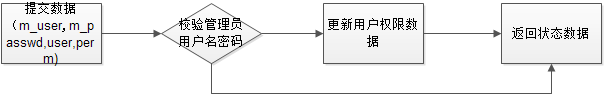 提交数据
（m_user, m_p
asswd,user,per
m)
校验管理员
用户名密码
更新用户权限数
据
返回状态数据